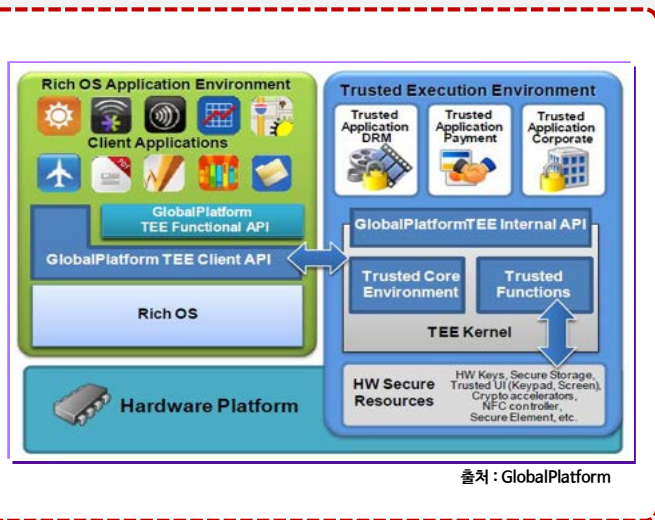 Rich OS Application Environment
Client Applications
PDF
GlobalPlatform
TEE Functional API
GlobalPlatform TEE Client API
Rich OS
Trusted Execution Environment
Trusted
Application
DRM
Trusted
Application
Payment
Trusted
Application
Corporate
GlobalPlatformTEE Internal API
Trusted Core
Environment
Trusted
Functions
TEE Kernel
HW Secure
Resources
HW Keys, Secure Storage,
Trusted UI (Keypad, Screen),
Crypto accelerators,
NFC controller,
Secure Element, etc.
Hardware Platform
출처 : GlobalPlatform